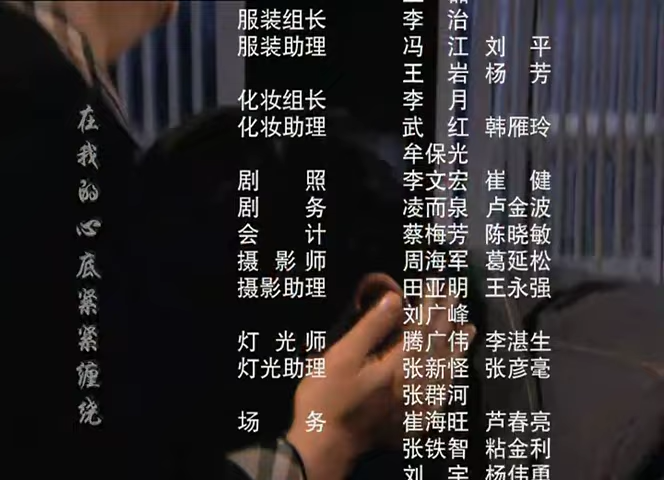 服装组长 李 治
服装助理 冯 江 刘 平
王 岩 杨 芳
化妆组长 李 月
化妆助理 武 红 韩雁玲
牟保光
剧 照 李文宏 崔 健
剧 务 凌而泉 卢金波
会 计 蔡梅芳 陈晓敏
摄 影 师 周海军 葛延松
摄影助理 田亚明 王永强
刘广峰
灯 光 师 腾广伟 李湛生
灯光助理 张新怪 张彦毫
张群河
场 务 崔海旺 芦春亮
张铁智 粘金利
刘 宇 杨伟勇
在我的心底紧紧缠绕